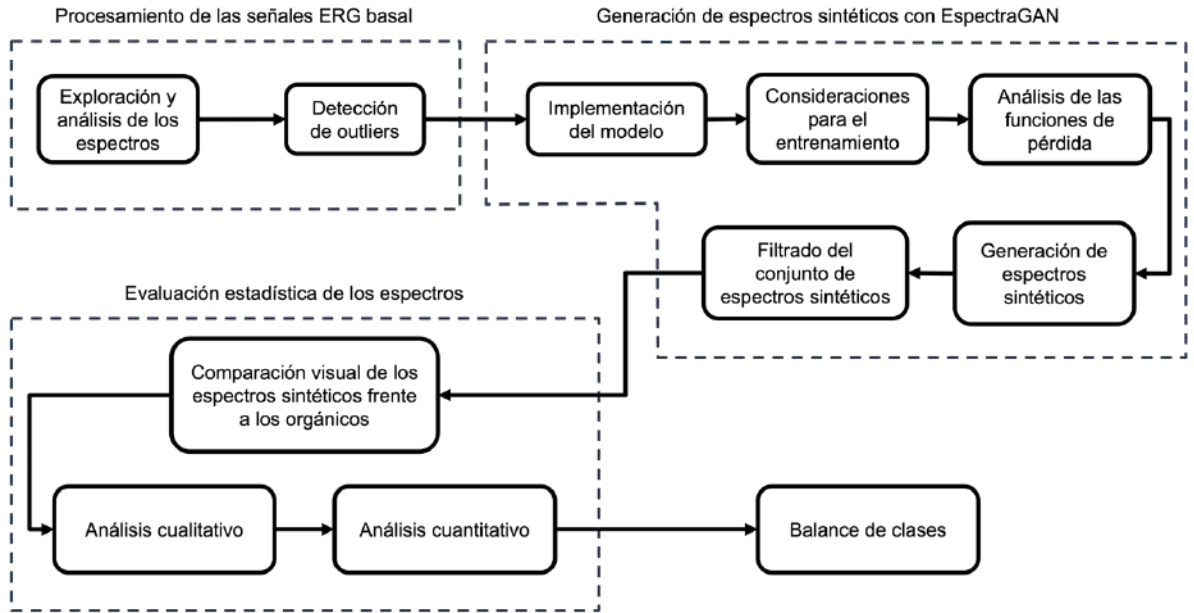 Procesamiento de las señales ERG basal
Generación de espectros sintéticos con EspectraGAN
Exploración y
análisis de los
espectros
Detección
de outliers
Implementación
del modelo
Consideraciones
para el
entrenamiento
Análisis de las
funciones de
pérdida
Generación de
espectros
sintéticos
Filtrado del
conjunto de
espectros sintéticos
Evaluación estadística de los espectros
Comparación visual de los
espectros sintéticos frente
a los orgánicos
Análisis cualitativo
Análisis cuantitativo
Balance de clases